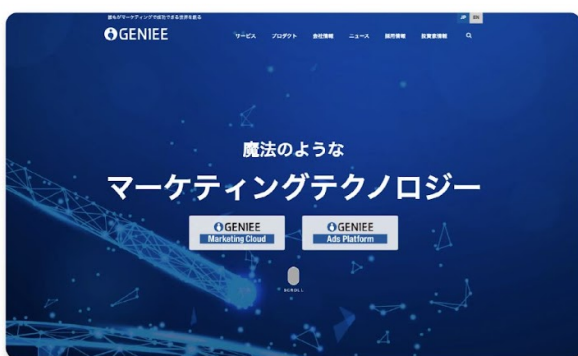 誰もがマーケティングで成功できる世界を創る
JP EN
GENIEE
サービス プロダクト 会社情報 ニュース 採用情報 投資家情報
魔法のような
マーケティングテクノロジー
GENIEE
Marketing Cloud
GENIEE
Ads Platform
SCROLL